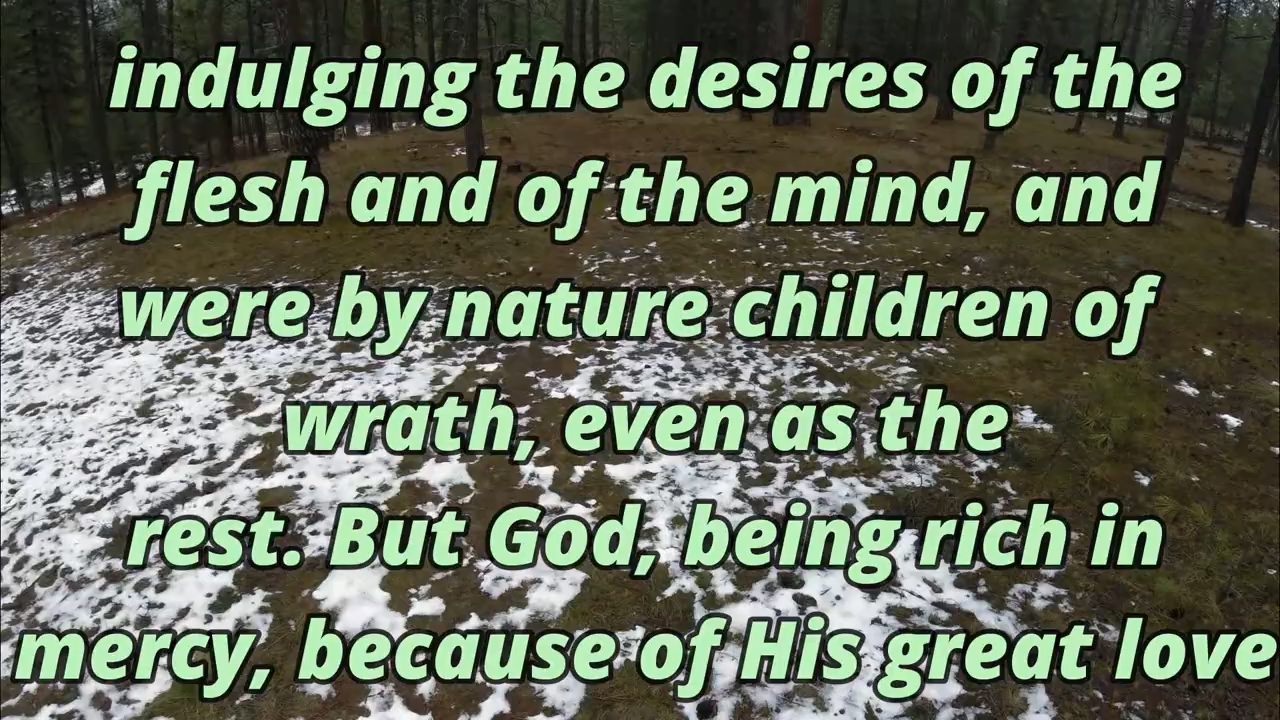 indulging the desires of the
flesh and of the mind, and
were by nature children of
wrath, even as the
rest. But God, being rich in
mercy, because of His great love